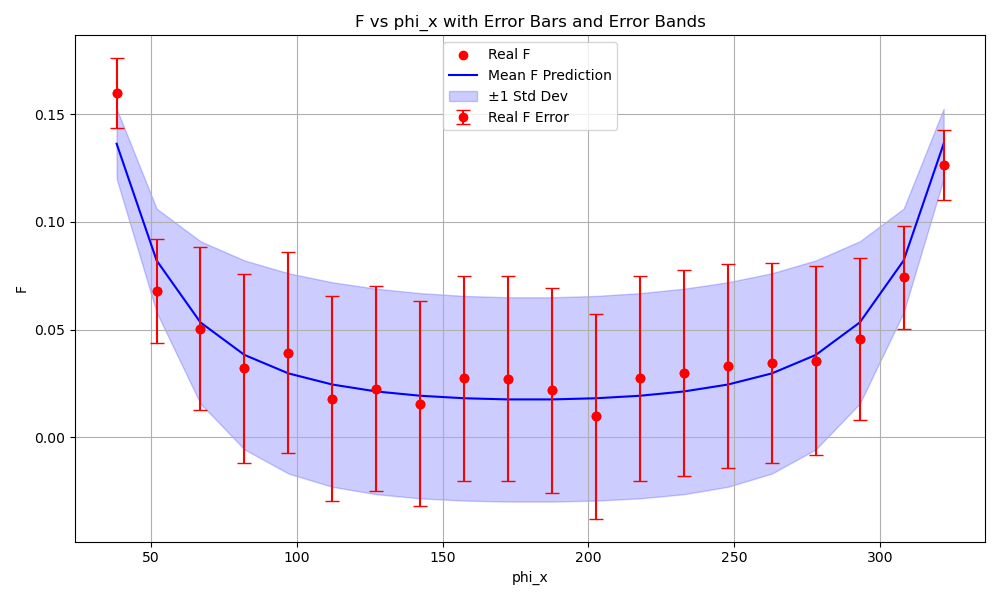 F vs phi_x with Error Bars and Error Bands
Real F
Mean F Prediction
±1 Std Dev
Real F Error
F
0.15
0.10
0.05
0.00
50
100
150
200
250
300
phi_x